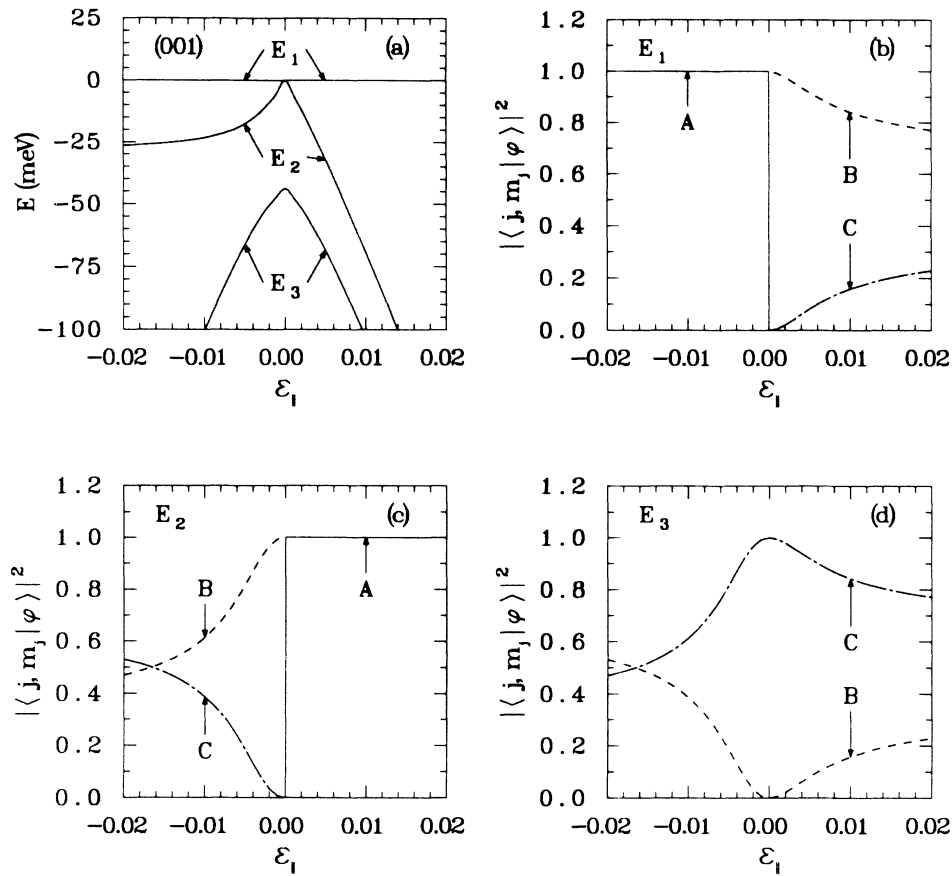 (001) E₁ (a)
E₂
E₃
E (meV)
25
0
−25
−50
−75
−100
−0.02 −0.01 0.00 0.01 0.02
ε∥
E₁ (b)
A
B
C
|⟨ j, m_j | φ ⟩|²
1.2
1.0
0.8
0.6
0.4
0.2
0.0
−0.02 −0.01 0.00 0.01 0.02
ε∥
E₂ (c)
B
A
C
|⟨ j, m_j | φ ⟩|²
1.2
1.0
0.8
0.6
0.4
0.2
0.0
−0.02 −0.01 0.00 0.01 0.02
ε∥
E₃ (d)
C
B
|⟨ j, m_j | φ ⟩|²
1.2
1.0
0.8
0.6
0.4
0.2
0.0
−0.02 −0.01 0.00 0.01 0.02
ε∥